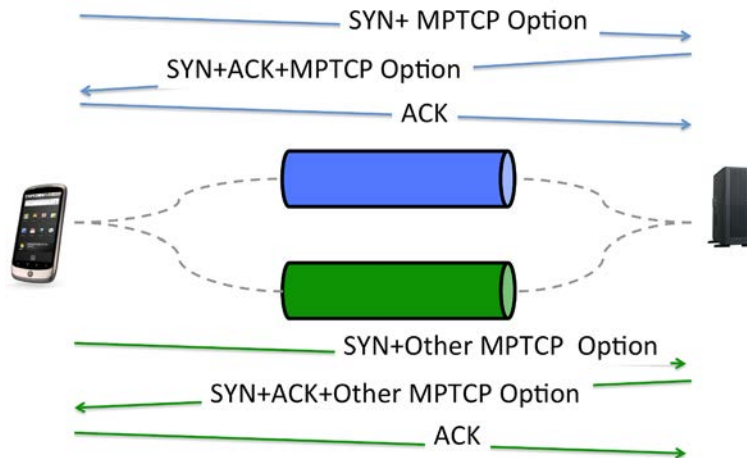 SYN+ MPTCP Option
SYN+ACK+MPTCP Option
ACK
SYN+Other MPTCP Option
SYN+ACK+Other MPTCP Option
ACK